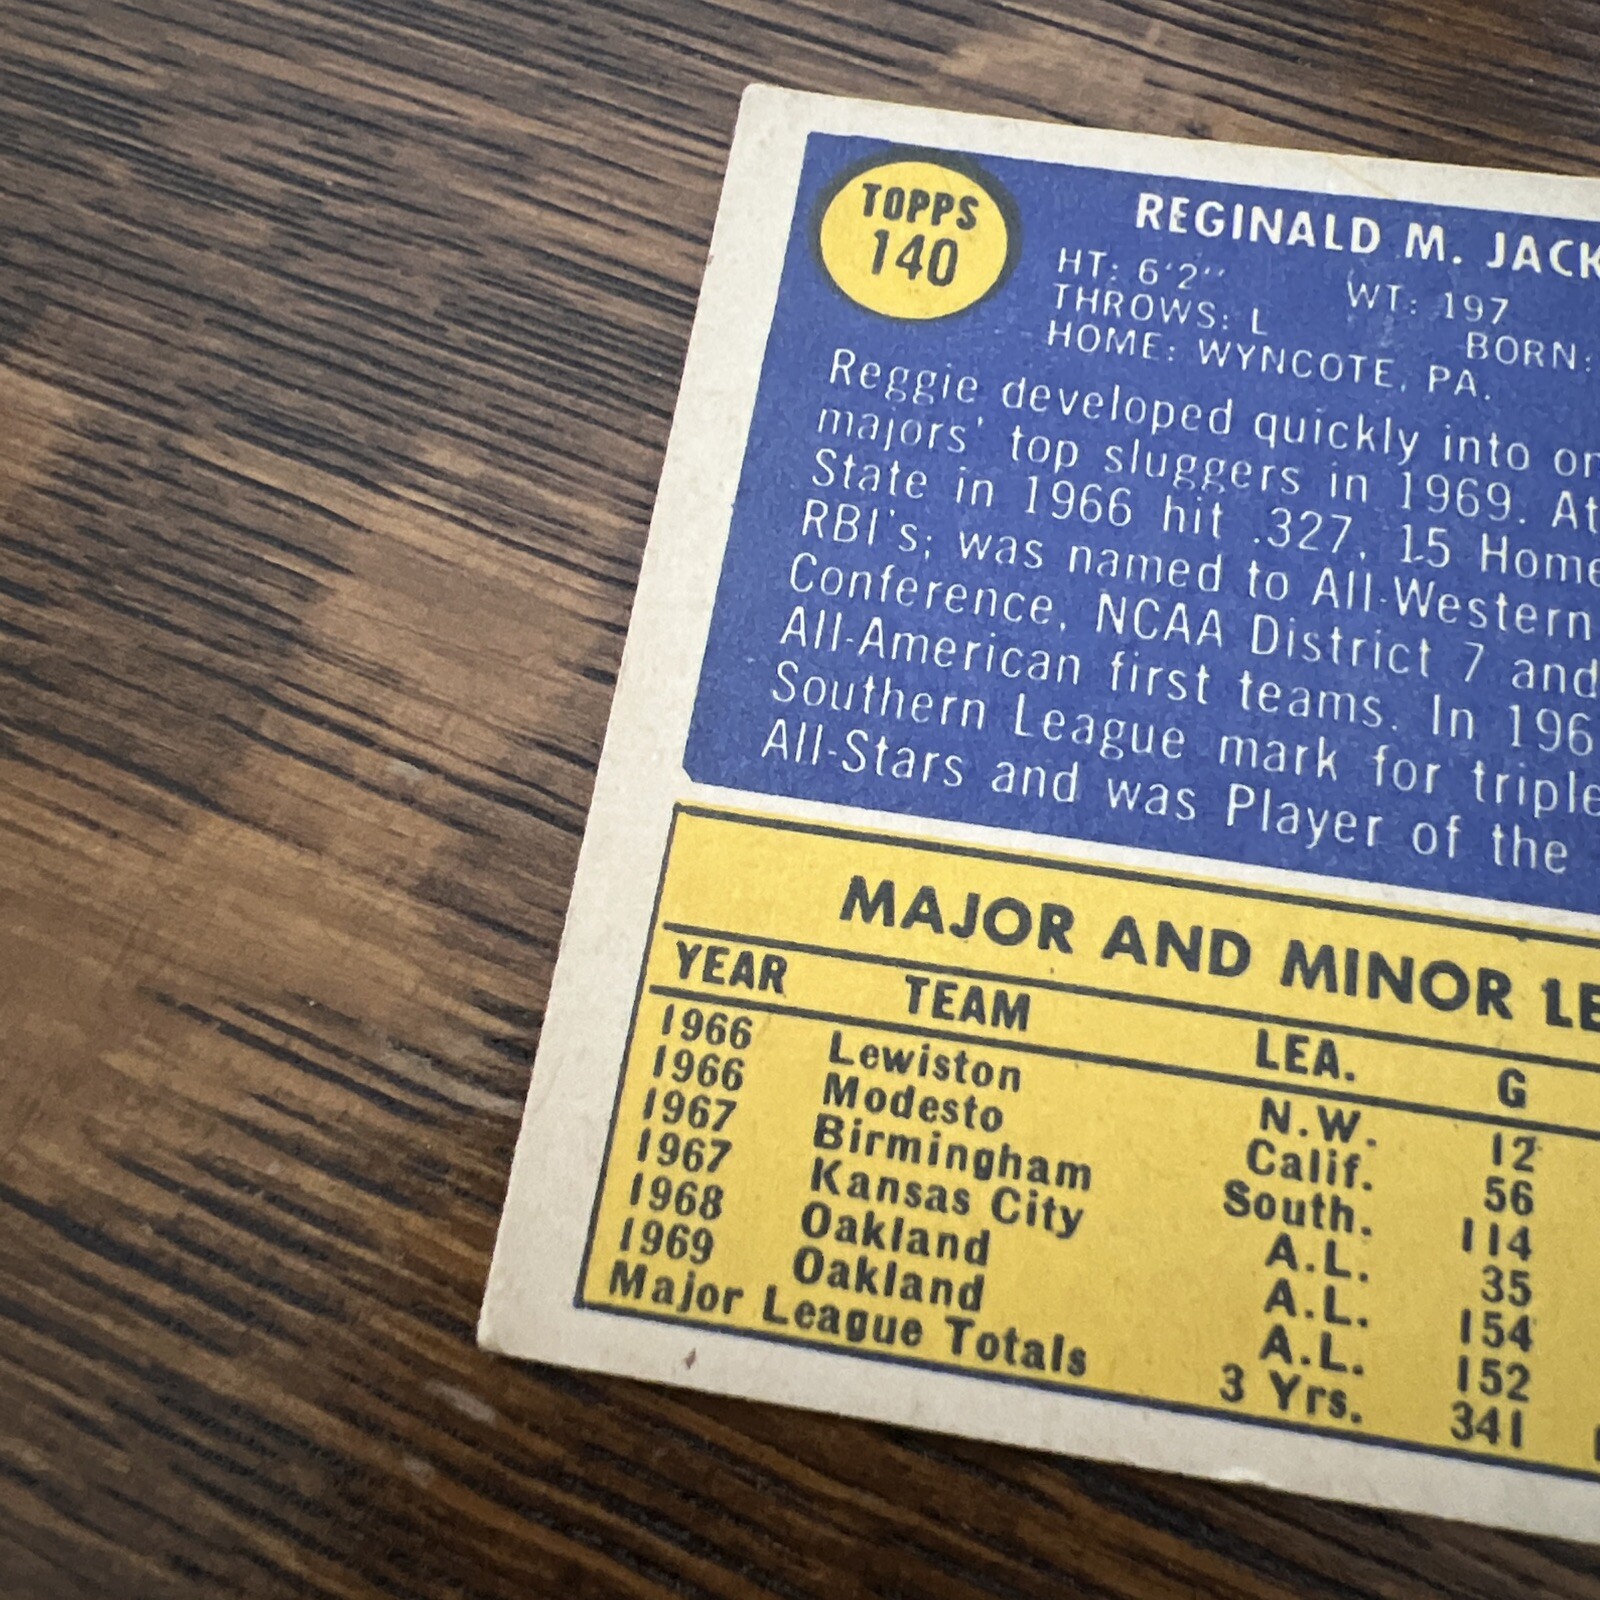 TOPPS
140
REGINALD M. JACK
HT: 6'2" WT: 197
THROWS: L BORN:
HOME: WYNCOTE, PA.
Reggie developed quickly into on
majors' top sluggers in 1969. At
State in 1966 hit .327, 15 Home
RBI's; was named to All-Western
Conference, NCAA District 7 and
All-American first teams. In 196
Southern League mark for triple
All-Stars and was Player of the
MAJOR AND MINOR LE
YEAR TEAM LEA. G
1966 Lewiston N.W. 12
1966 Modesto Calif. 56
1967 Birmingham South. 114
1967 Kansas City A.L. 35
1968 Oakland A.L. 154
1969 Oakland A.L. 152
Major League Totals 3 Yrs. 341